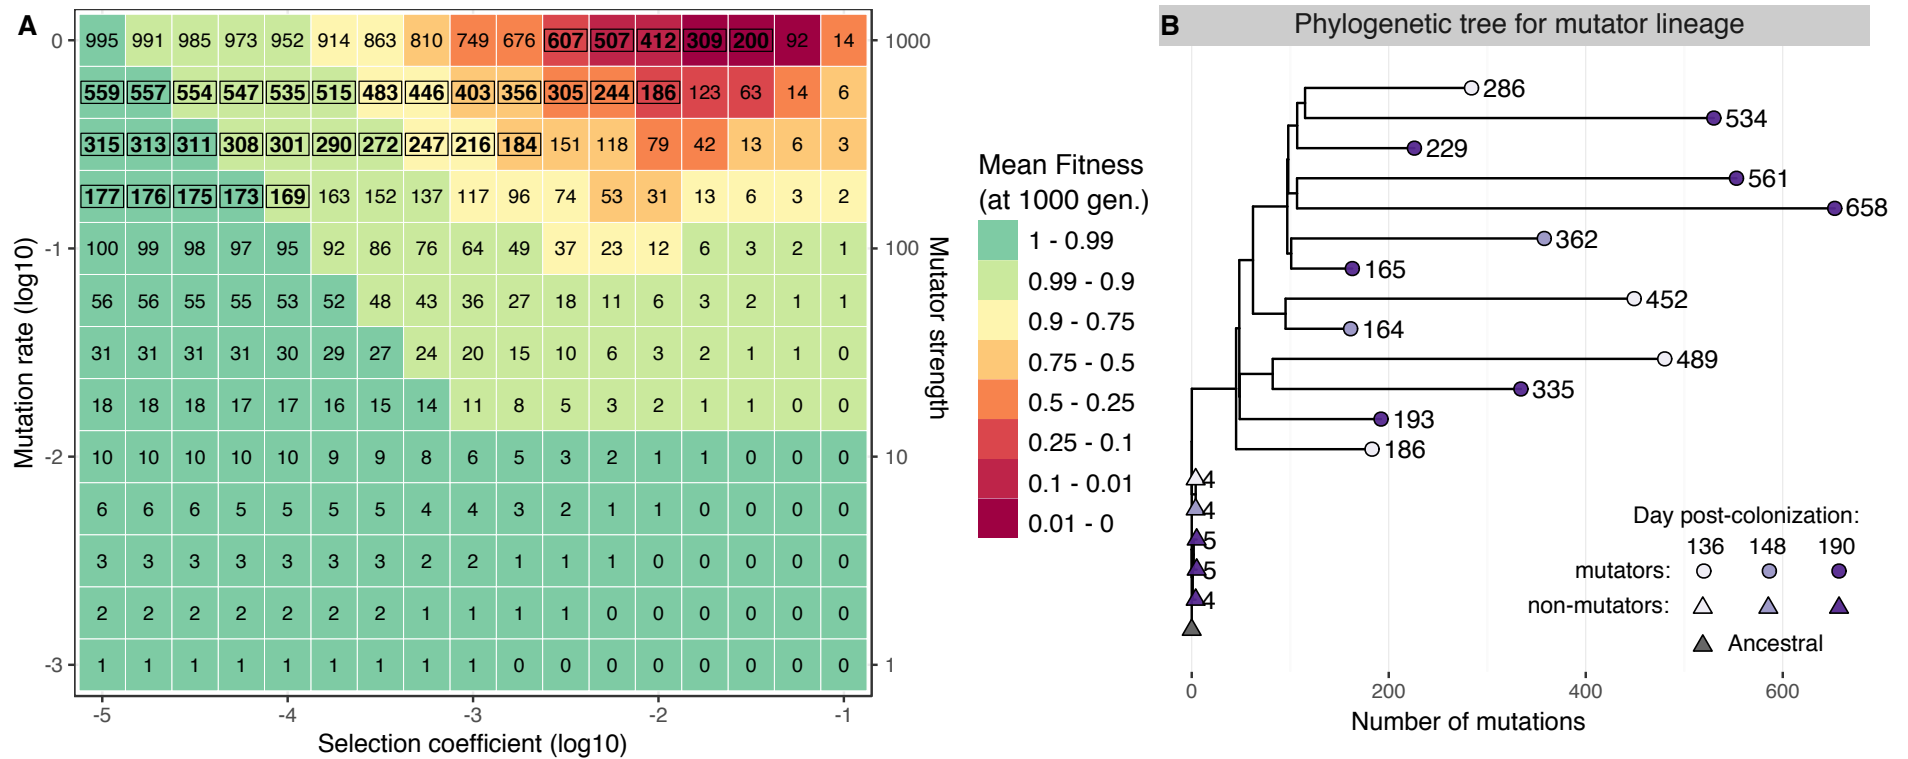 A
0 995 991 985 973 952 914 863 810 749 676 607 507 412 309 200 92 14 1000
559 557 554 547 535 515 483 446 403 356 305 244 186 123 63 14 6
315 313 311 308 301 290 272 247 216 184 151 118 79 42 13 6 3
177 176 175 173 169 163 152 137 117 96 74 53 31 13 6 3 2
-1 100 99 98 97 95 92 86 76 64 49 37 23 12 6 3 2 1 100
56 56 55 55 53 52 48 43 36 27 18 11 6 3 2 1 1
31 31 31 31 30 29 27 24 20 15 10 6 3 2 1 1 0
18 18 18 17 17 16 15 14 11 8 5 3 2 1 1 0 0
-2 10 10 10 10 10 9 9 8 6 5 3 2 1 1 0 0 0 10
6 6 6 5 5 5 5 4 4 3 2 1 1 0 0 0 0
3 3 3 3 3 3 3 2 2 1 1 1 0 0 0 0 0
2 2 2 2 2 2 2 1 1 1 1 0 0 0 0 0 0
-3 1 1 1 1 1 1 1 1 1 0 0 0 0 0 0 0 0 1
-5 -4 -3 -2 -1
Selection coefficient (log10)
Mutation rate (log10)
Mutator strength
Mean Fitness
(at 1000 gen.)
1 - 0.99
0.99 - 0.9
0.9 - 0.75
0.75 - 0.5
0.5 - 0.25
0.25 - 0.1
0.1 - 0.01
0.01 - 0
B Phylogenetic tree for mutator lineage
286
534
229
561
658
362
165
452
164
489
335
193
186
4
4
5
5
4
Day post-colonization:
136 148 190
mutators:
non-mutators:
Ancestral
0 200 400 600
Number of mutations